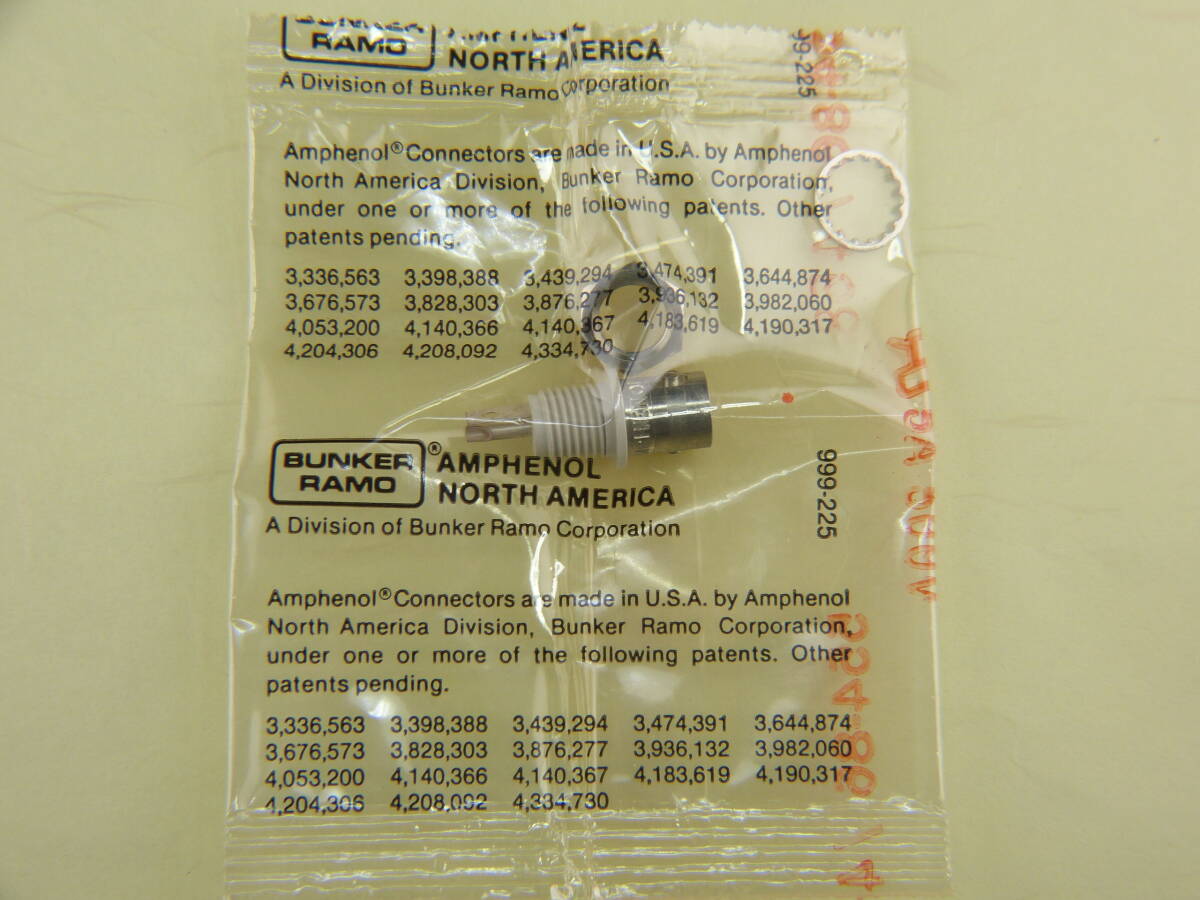 BUNKER
RAMO
NORTH AMERICA
A Division of Bunker Ramo Corporation
99-225
Amphenol® Connectors are made in U.S.A. by Amphenol
North America Division, Bunker Ramo Corporation,
under one or more of the following patents. Other
patents pending.
3,336,563 3,398,388 3,439,294 3,474,391 3,644,874
3,676,573 3,828,303 3,876,277 3,936,132 3,982,060
4,053,200 4,140,366 4,140,367 4,183,619 4,190,317
4,204,306 4,208,092 4,334,730
BUNKER
RAMO
® AMPHENOL
NORTH AMERICA
A Division of Bunker Ramo Corporation
999-225
Amphenol® Connectors are made in U.S.A. by Amphenol
North America Division, Bunker Ramo Corporation,
under one or more of the following patents. Other
patents pending.
3,336,563 3,398,388 3,439,294 3,474,391 3,644,874
3,676,573 3,828,303 3,876,277 3,936,132 3,982,060
4,053,200 4,140,366 4,140,367 4,183,619 4,190,317
4,204,306 4,208,092 4,334,730